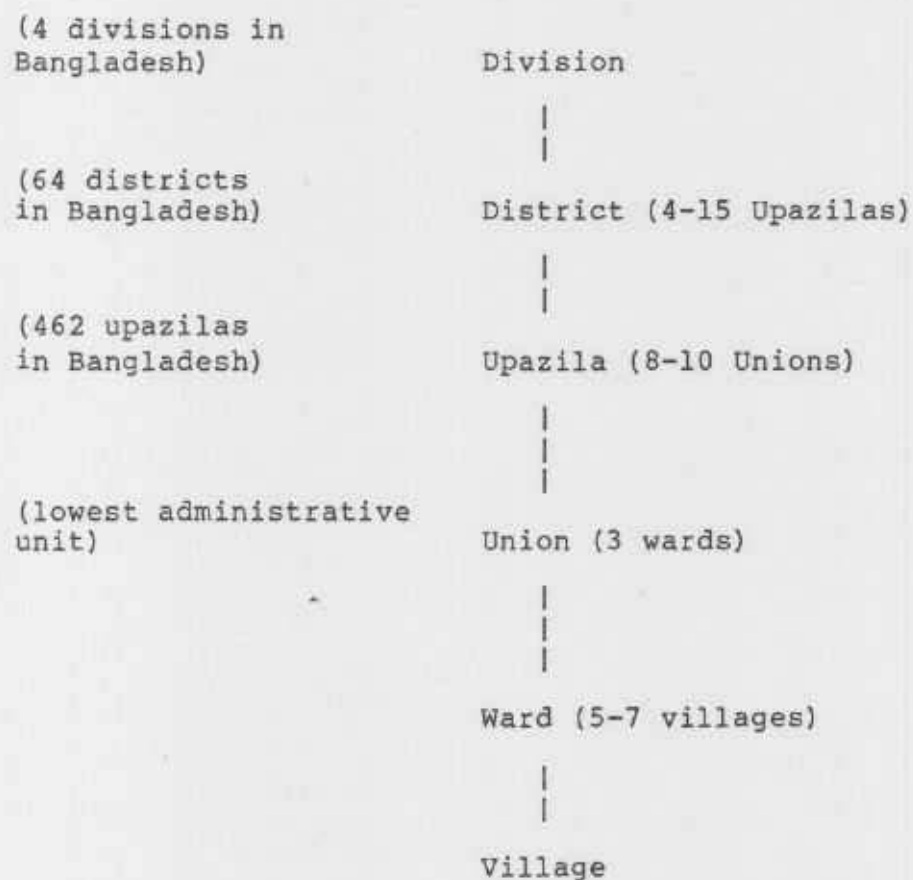 (4 divisions in
Bangladesh) Division
(64 districts
in Bangladesh) District (4-15 Upazilas)
(462 upazilas
in Bangladesh) Upazila (8-10 Unions)
(lowest administrative
unit) Union (3 wards)
Ward (5-7 villages)
Village